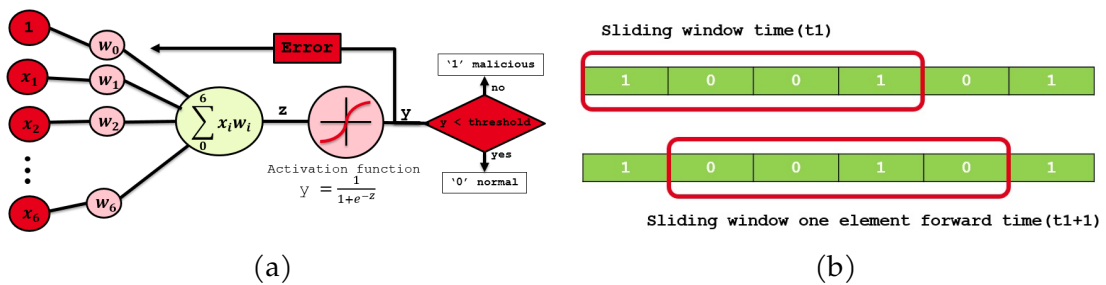 1
w₀
Error
x₁
w₁
x₂
w₂
x₆
w₆
6
∑ xᵢwᵢ
0
z
Activation function
y = 1/(1+e⁻ᶻ)
y
'1' malicious
no
y < threshold
yes
'0' normal
(a)
Sliding window time(t1)
1 0 0 1 0 1
1 0 0 1 0 1
Sliding window one element forward time(t1+1)
(b)